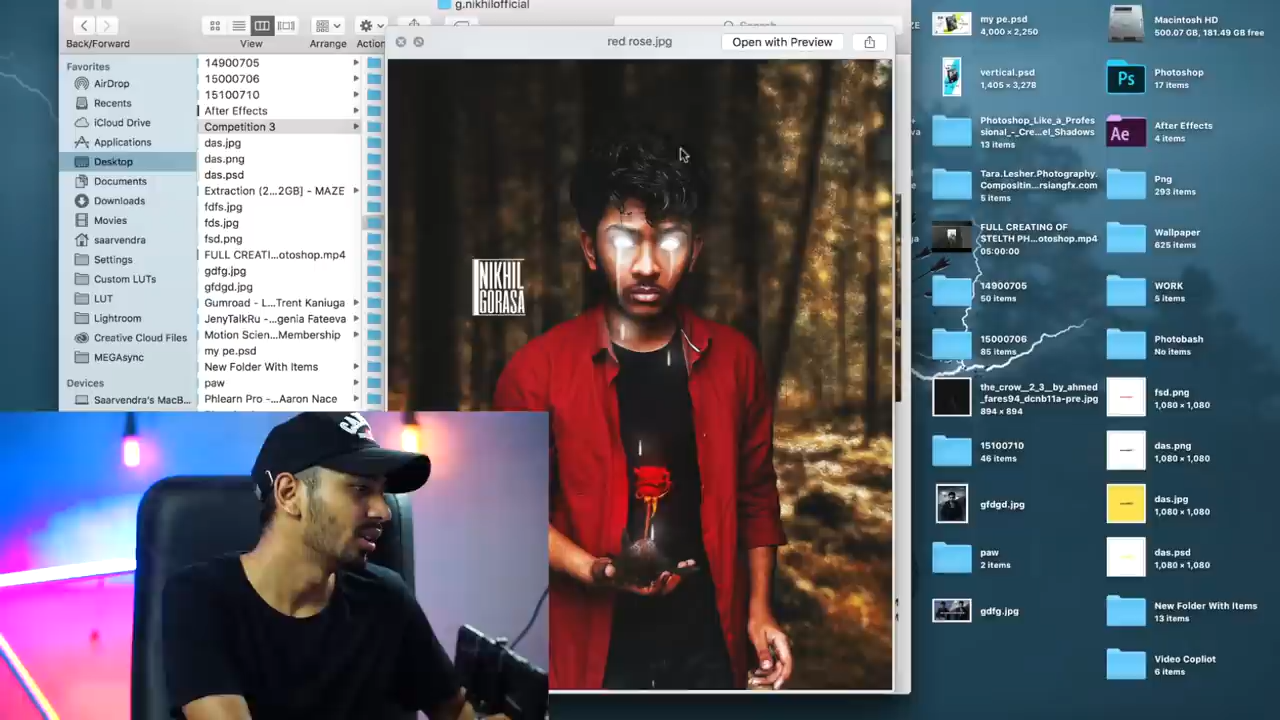 g.nikhilofficial
Back/Forward
View
Arrange
Action
Search
red rose.jpg
Open with Preview
Favorites
AirDrop
Recents
iCloud Drive
Applications
Desktop
Documents
Downloads
Movies
saarvendra
Settings
Custom LUTs
LUT
Lightroom
Creative Cloud Files
MEGAsync
Devices
Saarvendra's MacB...
14900705
15000706
15100710
After Effects
Competition 3
das.jpg
das.png
das.psd
Extraction (2...2GB) - MAZE
fdfs.jpg
fds.jpg
fsd.png
FULL CREATI...otoshop.mp4
gdfg.jpg
gfdgd.jpg
Gumroad - L...Trent Kaniuga
JenyTalkRu -...genia Fateeva
Motion Scien...Membership
my pe.psd
New Folder With Items
paw
Phlearn Pro -...Aaron Nace
NIKHIL
GORASA
my pe.psd
4,000 × 2,250
vertical.psd
1,405 × 3,278
Photoshop_Like_a_Profes
sional_-_Cre...el_Shadows
13 items
Tara.Lesher.Photography.
Compositin...rsiangfx.com
5 items
FULL CREATING OF
STELTH PH...otoshop.mp4
05:00:00
14900705
50 items
15000706
85 items
the_crow__2_3__by_ahmed
_fares94_dcnb11a-pre.jpg
894 × 894
15100710
46 items
gfdgd.jpg
paw
2 items
gdfg.jpg
Macintosh HD
500.07 GB, 181.49 GB free
Ps
Photoshop
17 items
Ae
After Effects
4 items
Png
293 items
Wallpaper
625 items
WORK
5 items
Photobash
No items
fsd.png
1,080 × 1,080
das.png
1,080 × 1,080
das.jpg
1,080 × 1,080
das.psd
1,080 × 1,080
New Folder With Items
13 items
Video Copliot
6 items